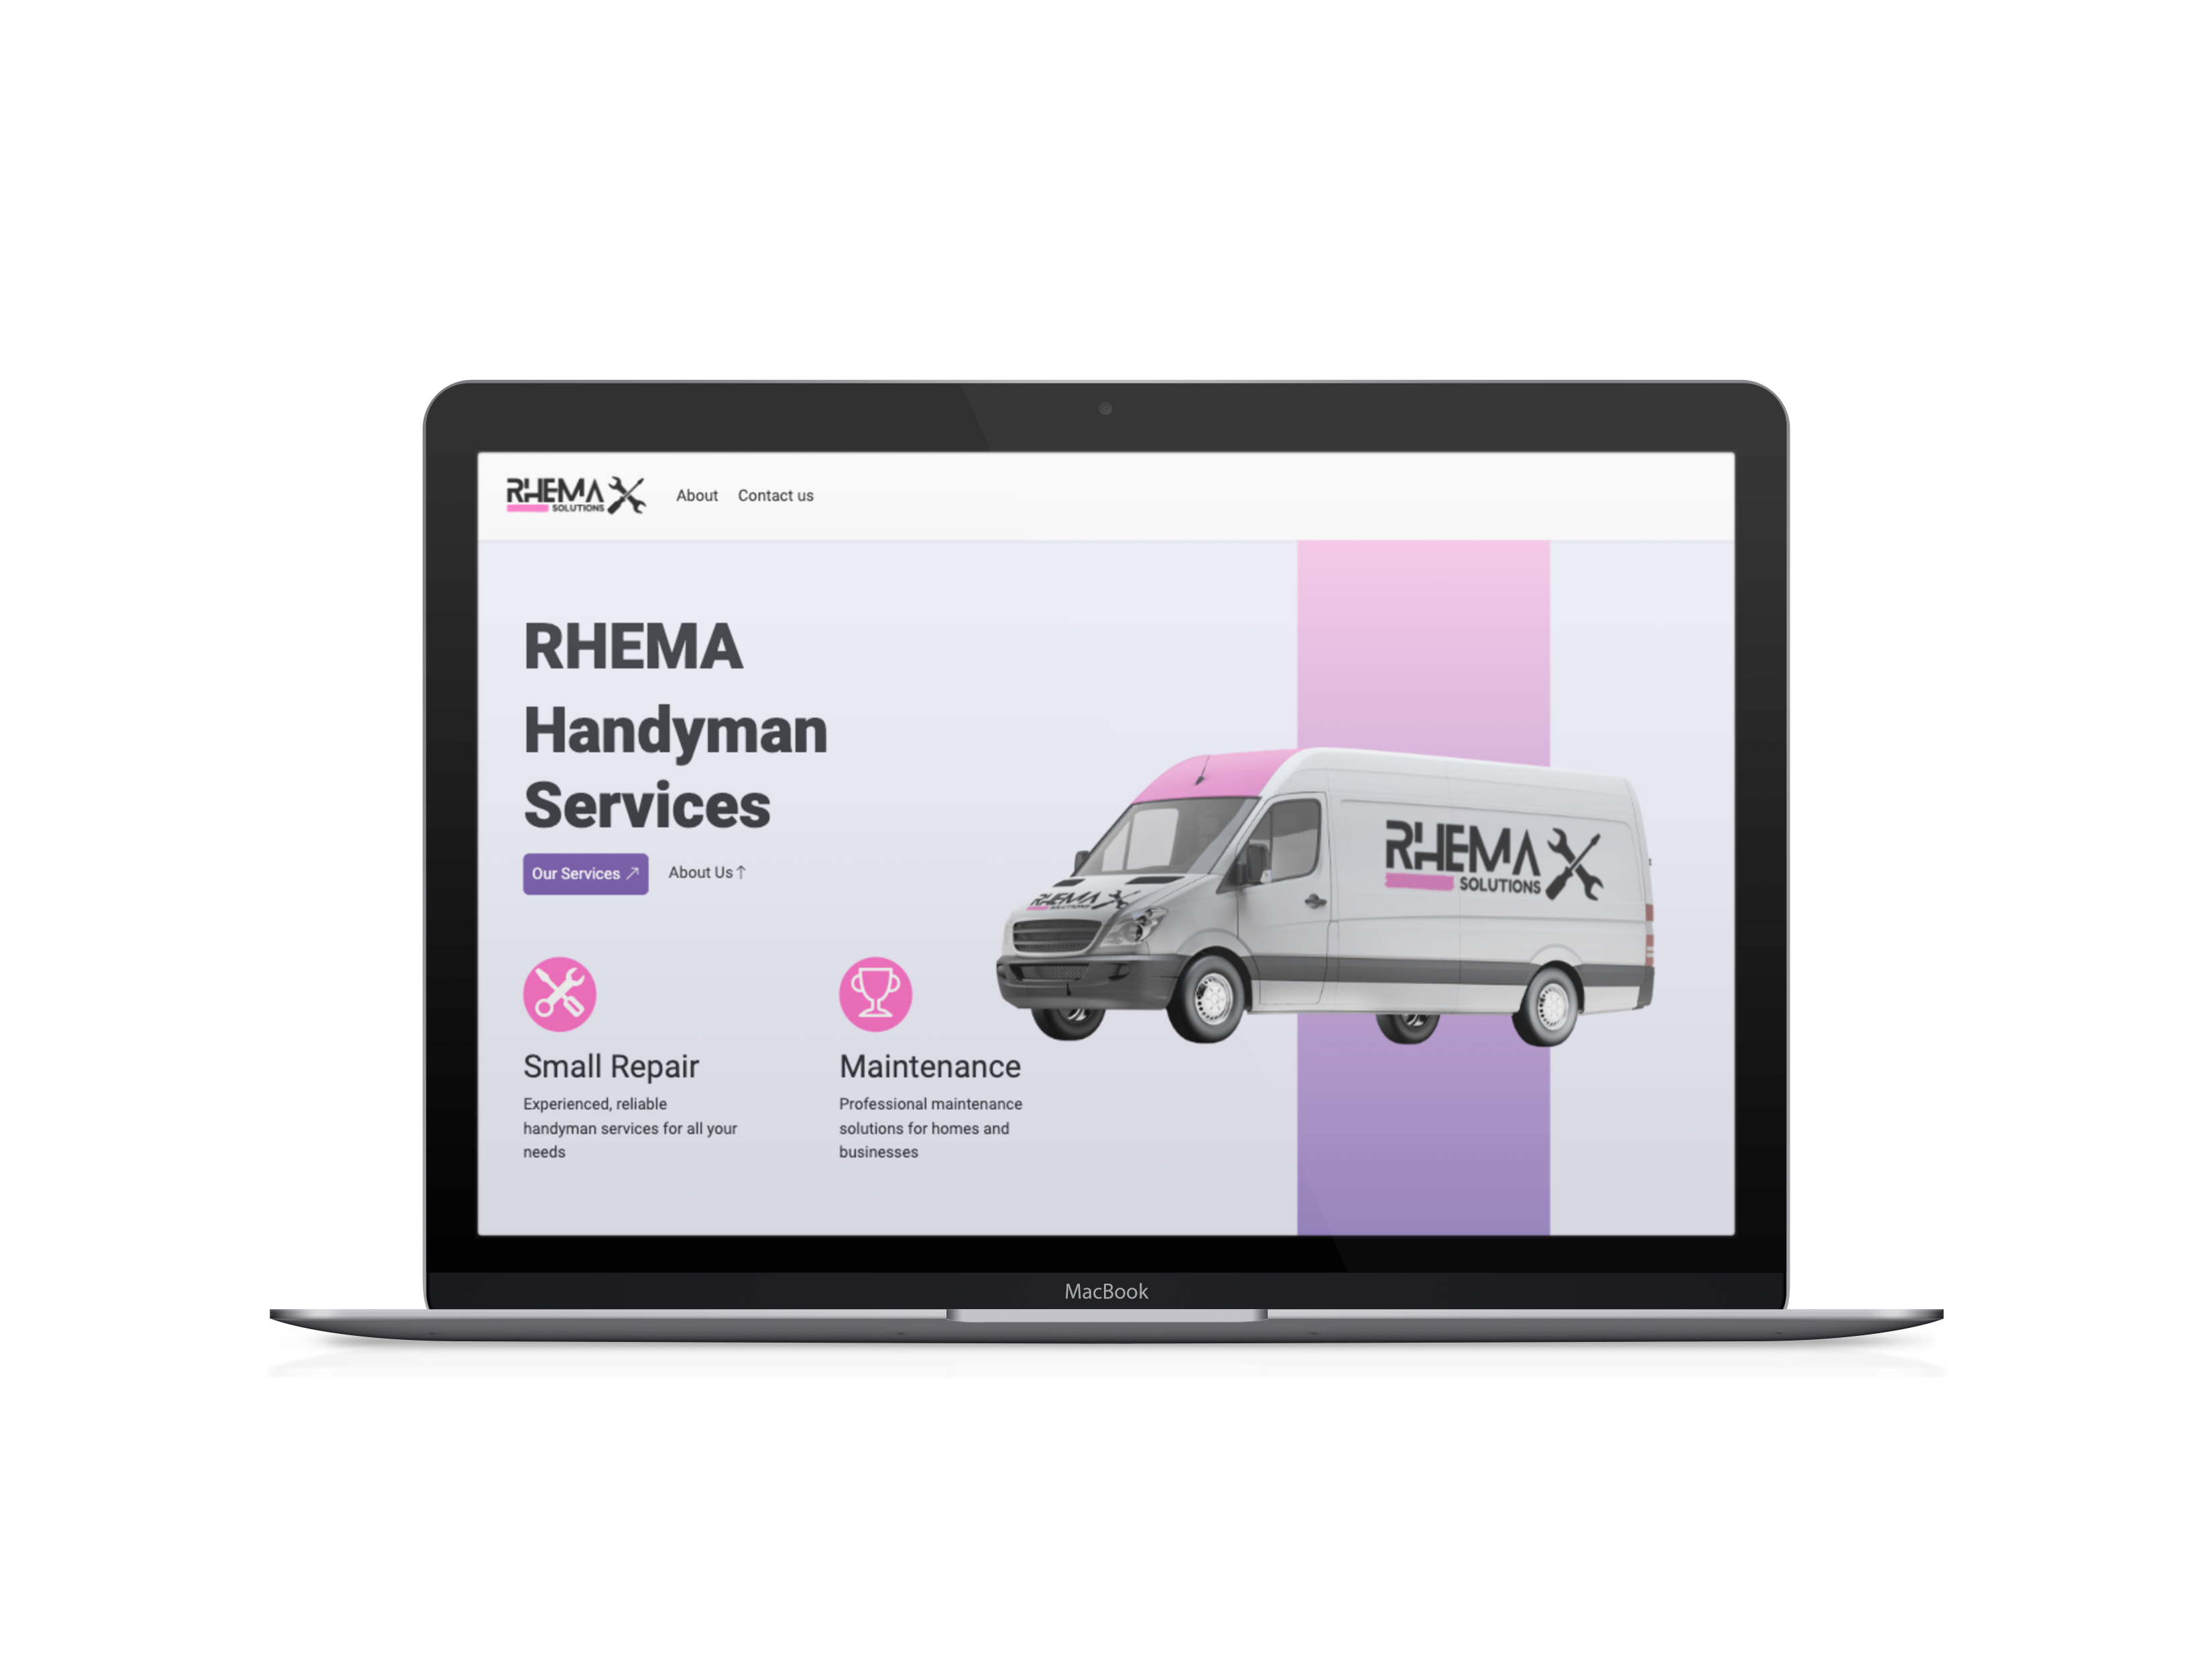 RHEMA
SOLUTIONS
About
Contact us
RHEMA
Handyman
Services
Our Services
About Us
RHEMA
SOLUTIONS
RHEMA
SOLUTIONS
Small Repair
Experienced, reliable
handyman services for all your
needs
Maintenance
Professional maintenance
solutions for homes and
businesses
MacBook